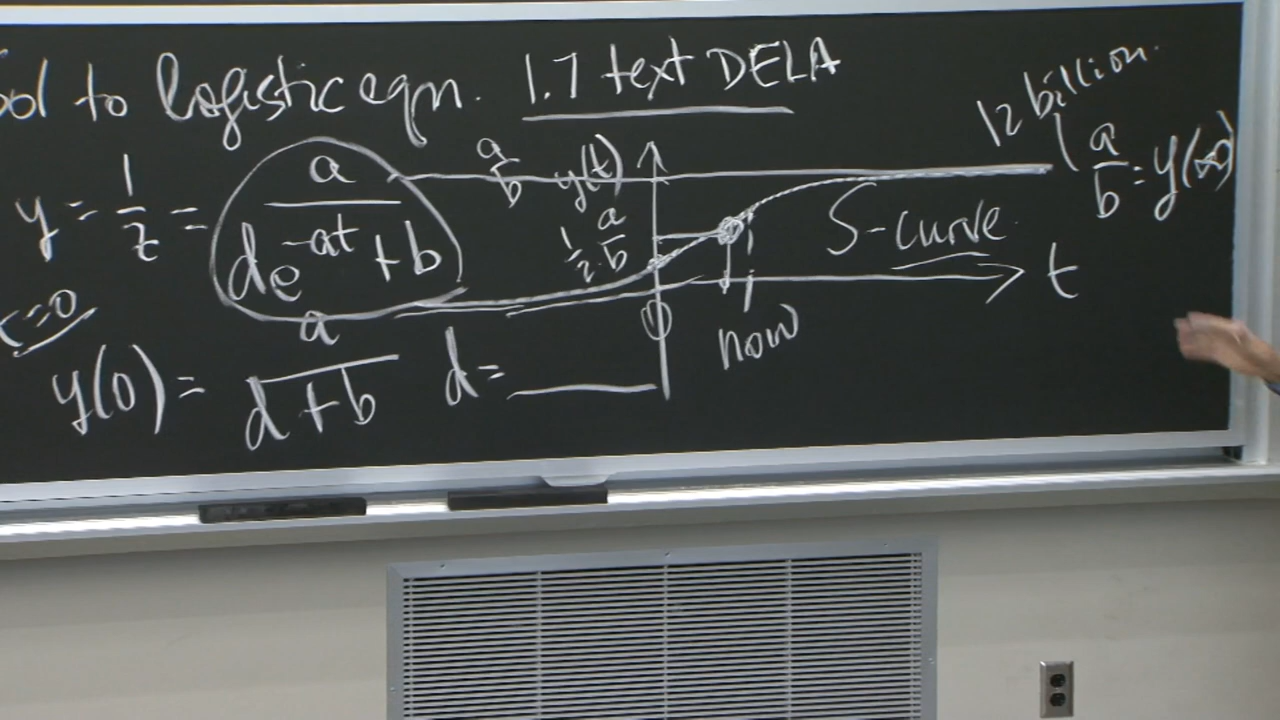 to logistic eqn. 1.7 text DELA
y = 1/z = a/(de^{-at} + b)
t=0
y(0) = a/(d+b) d = ____
a/b y(t)
1/2 a/b
0
now
S-curve
t
12 billion.
a/b = y(∞)